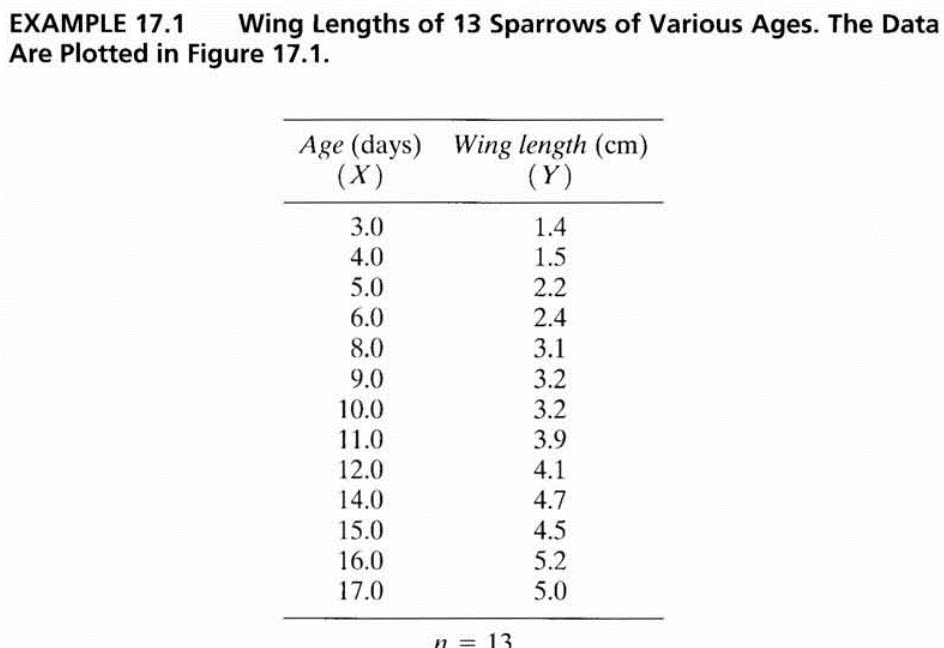 EXAMPLE 17.1 Wing Lengths of 13 Sparrows of Various Ages. The Data
Are Plotted in Figure 17.1.
Age (days) Wing length (cm)
(X) (Y)
3.0 1.4
4.0 1.5
5.0 2.2
6.0 2.4
8.0 3.1
9.0 3.2
10.0 3.2
11.0 3.9
12.0 4.1
14.0 4.7
15.0 4.5
16.0 5.2
17.0 5.0
n = 13